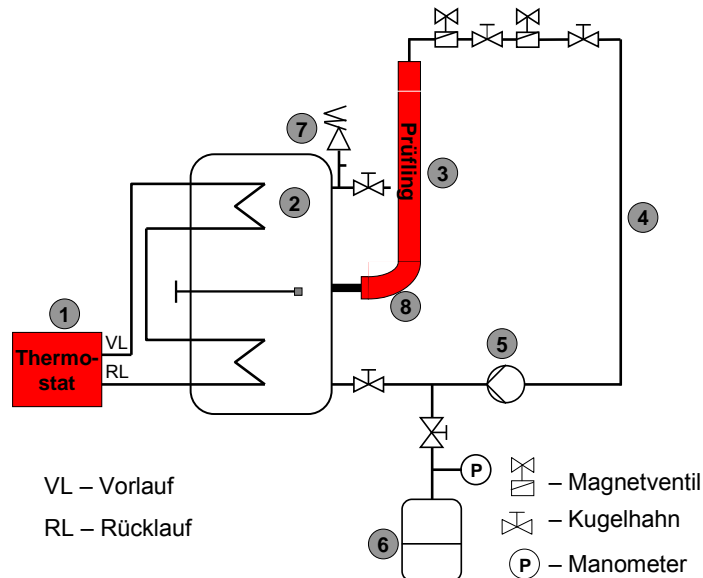 7
Prüfling
2
3
4
1
VL
8
Thermo-
stat
RL
5
P
VL – Vorlauf
RL – Rücklauf
6
– Magnetventil
– Kugelhahn
P – Manometer